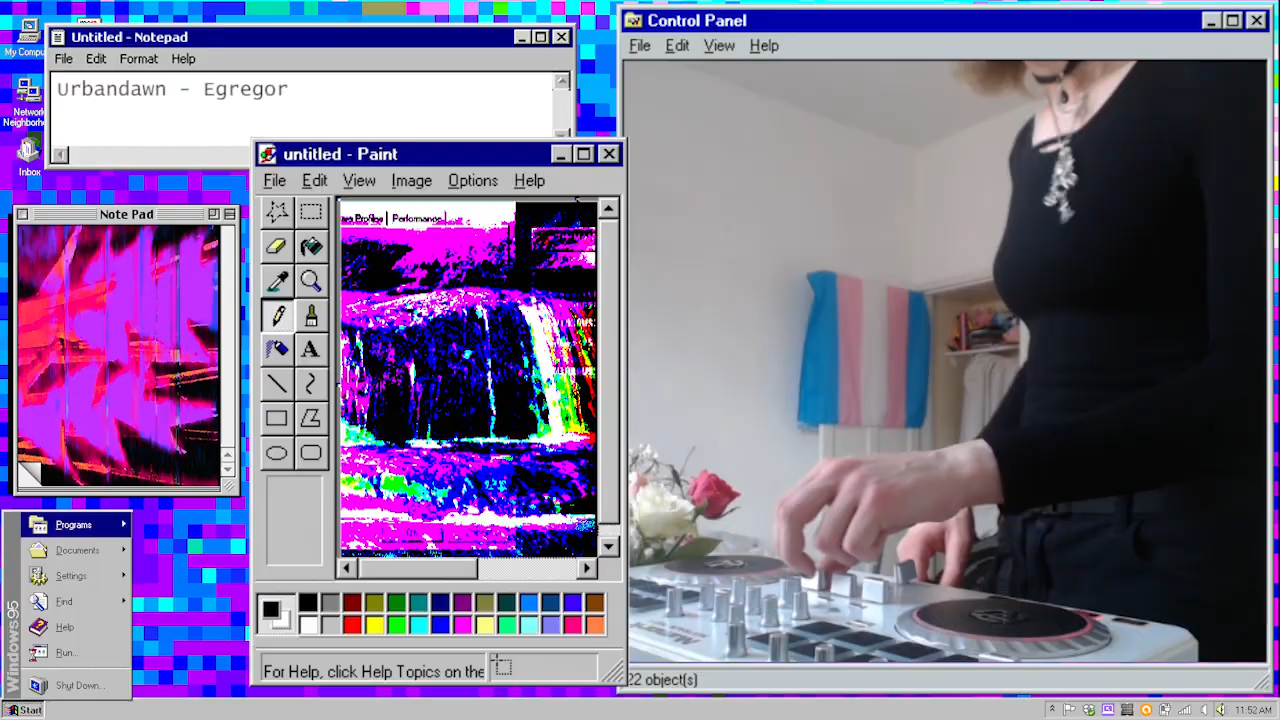 My Compu
Network
Neighborho
Inbox
Untitled - Notepad
File Edit Format Help
Urbandawn - Egregor
Note Pad
untitled - Paint
File Edit View Image Options Help
Performance
For Help, click Help Topics on the
Control Panel
File Edit View Help
22 object(s)
Programs
Documents
Settings
Find
Help
Run...
Shut Down...
Windows95
Start
11:52 AM